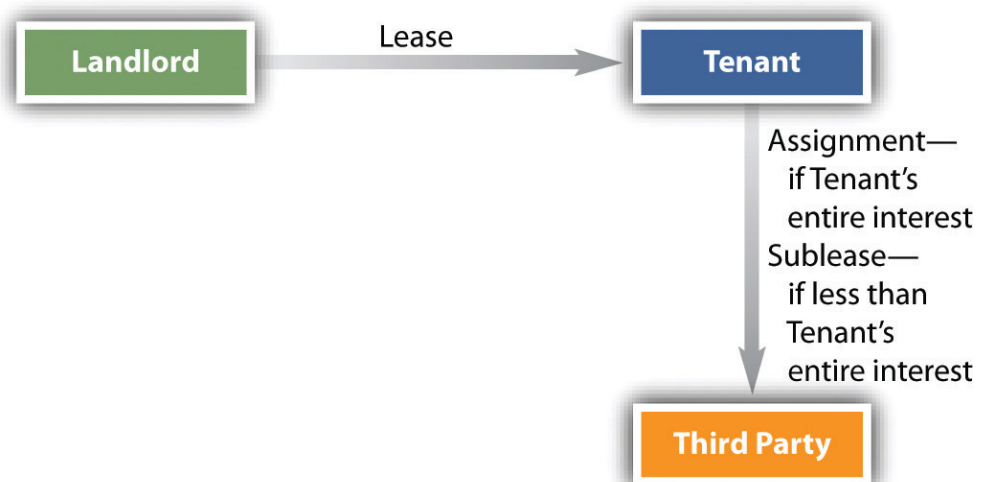 Landlord
Lease
Tenant
Assignment—
if Tenant's
entire interest
Sublease—
if less than
Tenant's
entire interest
Third Party